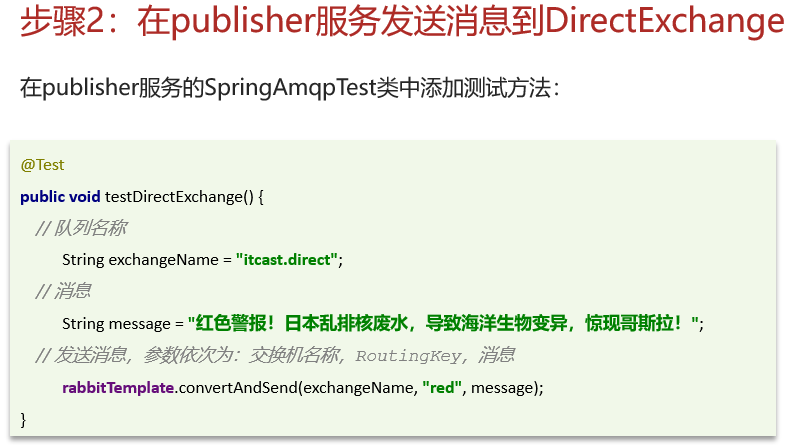 步骤2：在publisher服务发送消息到DirectExchange
在publisher服务的SpringAmqpTest类中添加测试方法：
@Test
public void testDirectExchange() {
// 队列名称
String exchangeName = "itcast.direct";
// 消息
String message = "红色警报！日本乱排核废水，导致海洋生物变异，惊现哥斯拉！";
// 发送消息，参数依次为：交换机名称，RoutingKey，消息
rabbitTemplate.convertAndSend(exchangeName, "red", message);
}